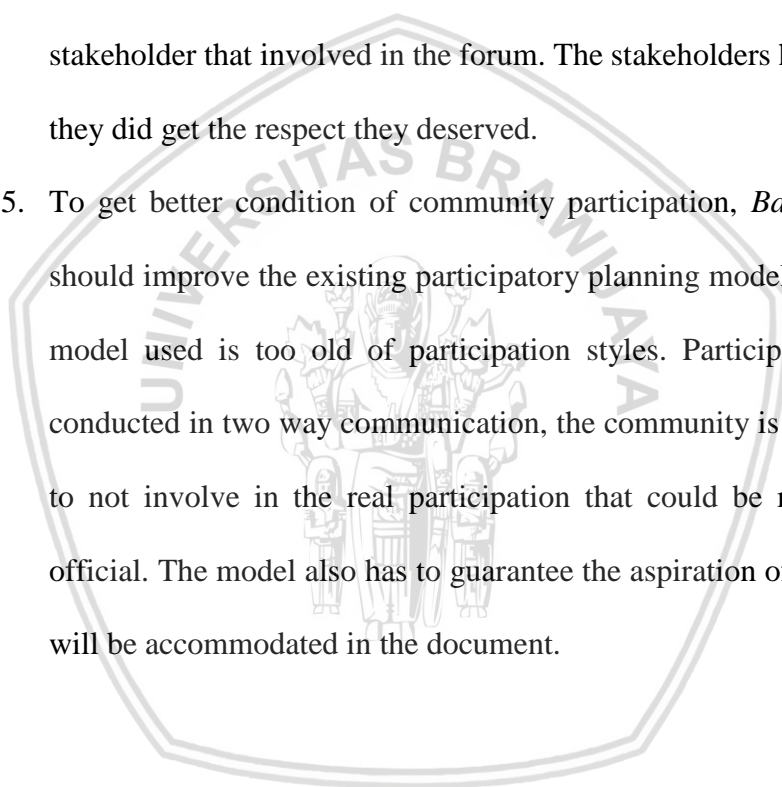 stakeholder that involved in the forum. The stakeholders
they did get the respect they deserved.
UNIVERSITAS BRAWIJAYA
5. To get better condition of community participation,
should improve the existing participatory planning model
model used is too old of participation styles.
conducted in two way communication, the community is
to not involve in the real participation that could be
official. The model also has to guarantee the aspiration
will be accommodated in the document.